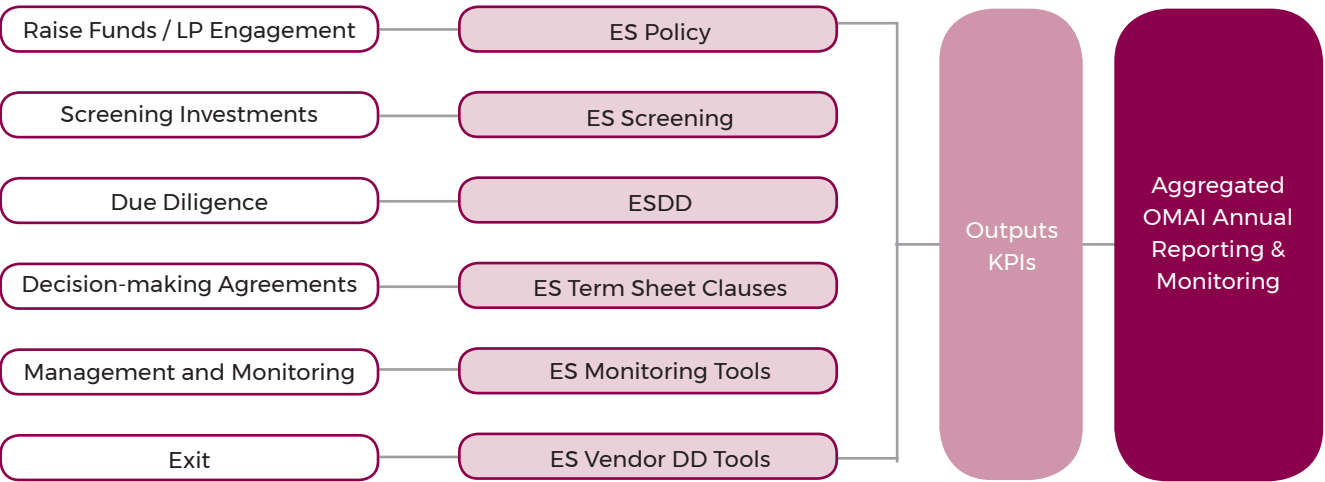 Raise Funds / LP Engagement
ES Policy
Screening Investments
ES Screening
Due Diligence
ESDD
Decision-making Agreements
ES Term Sheet Clauses
Management and Monitoring
ES Monitoring Tools
Exit
ES Vendor DD Tools
Outputs
KPIs
Aggregated
OMAI Annual
Reporting &
Monitoring